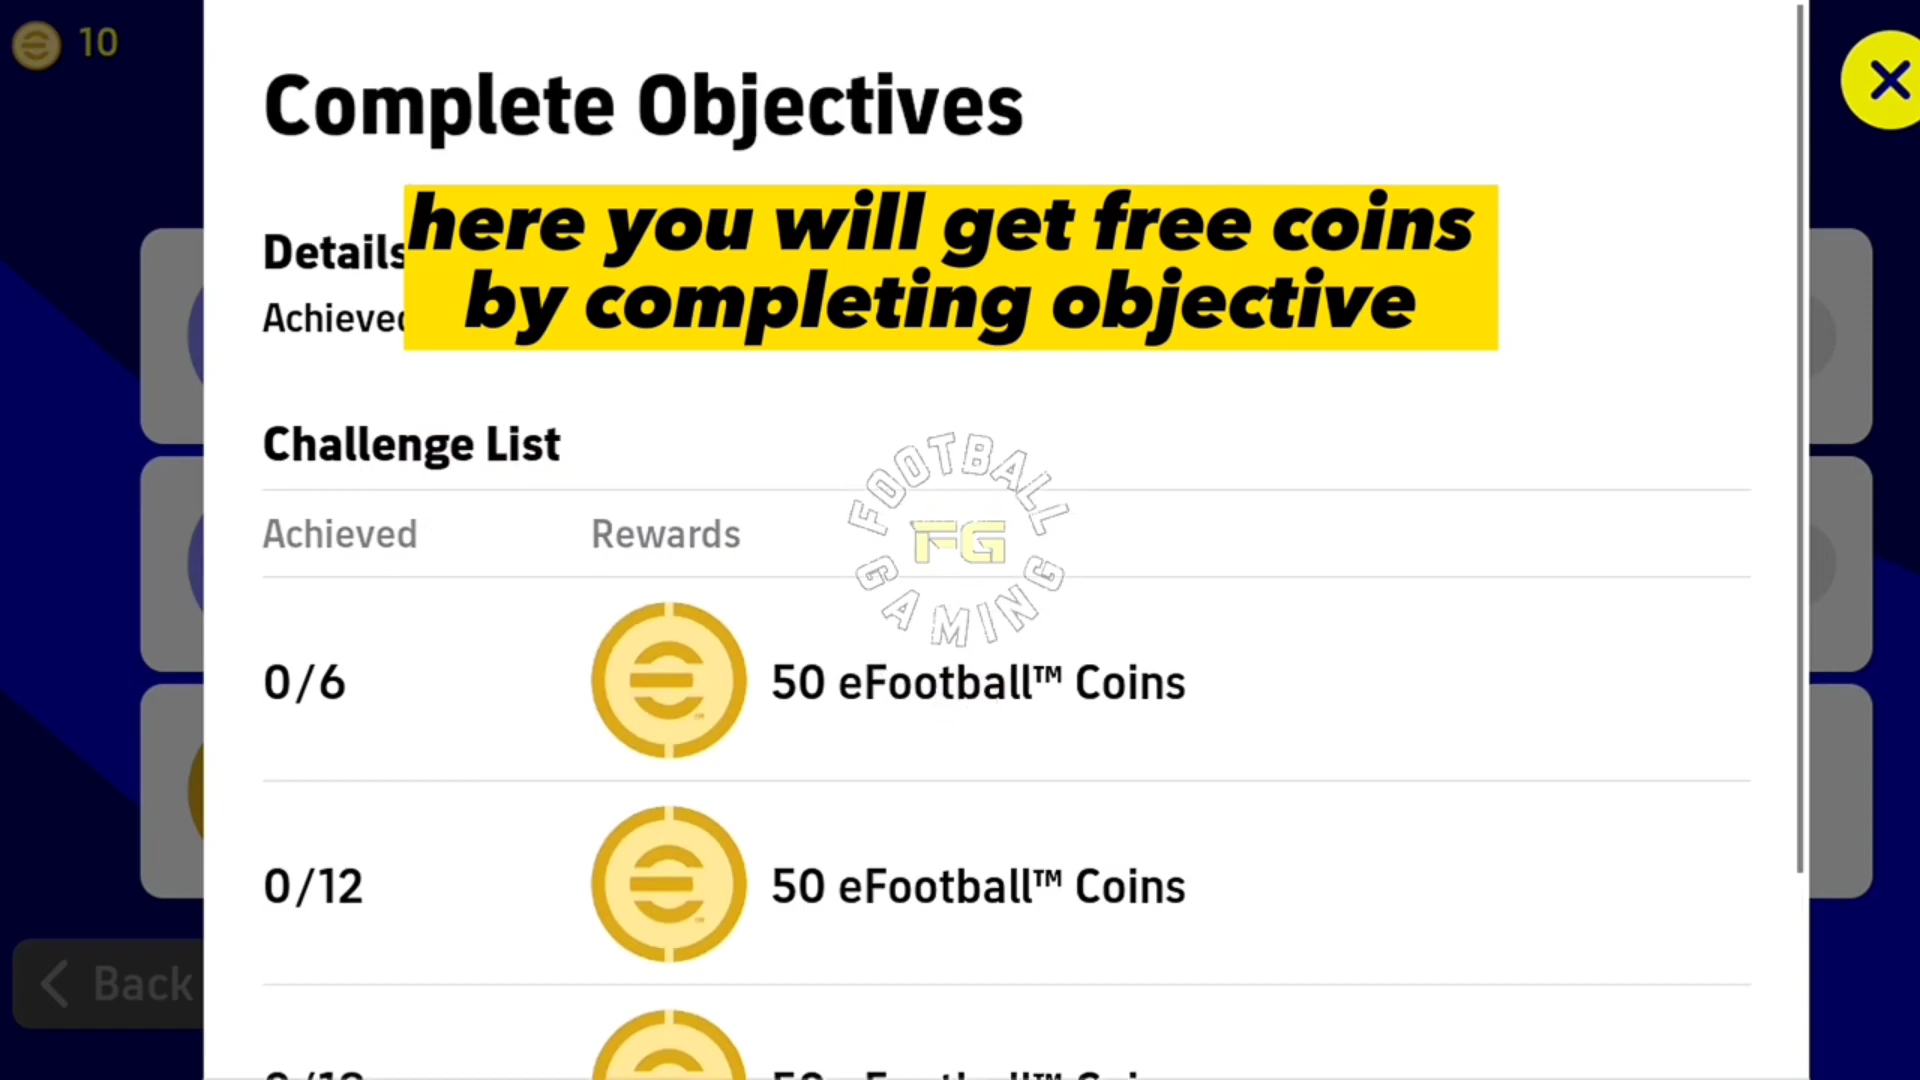 10
Complete Objectives
here you will get free coins
by completing objective
Details
Achieved
Challenge List
Achieved Rewards
FOOTBALL
FG
GAMING
0/6 50 eFootball™ Coins
0/12 50 eFootball™ Coins
Back